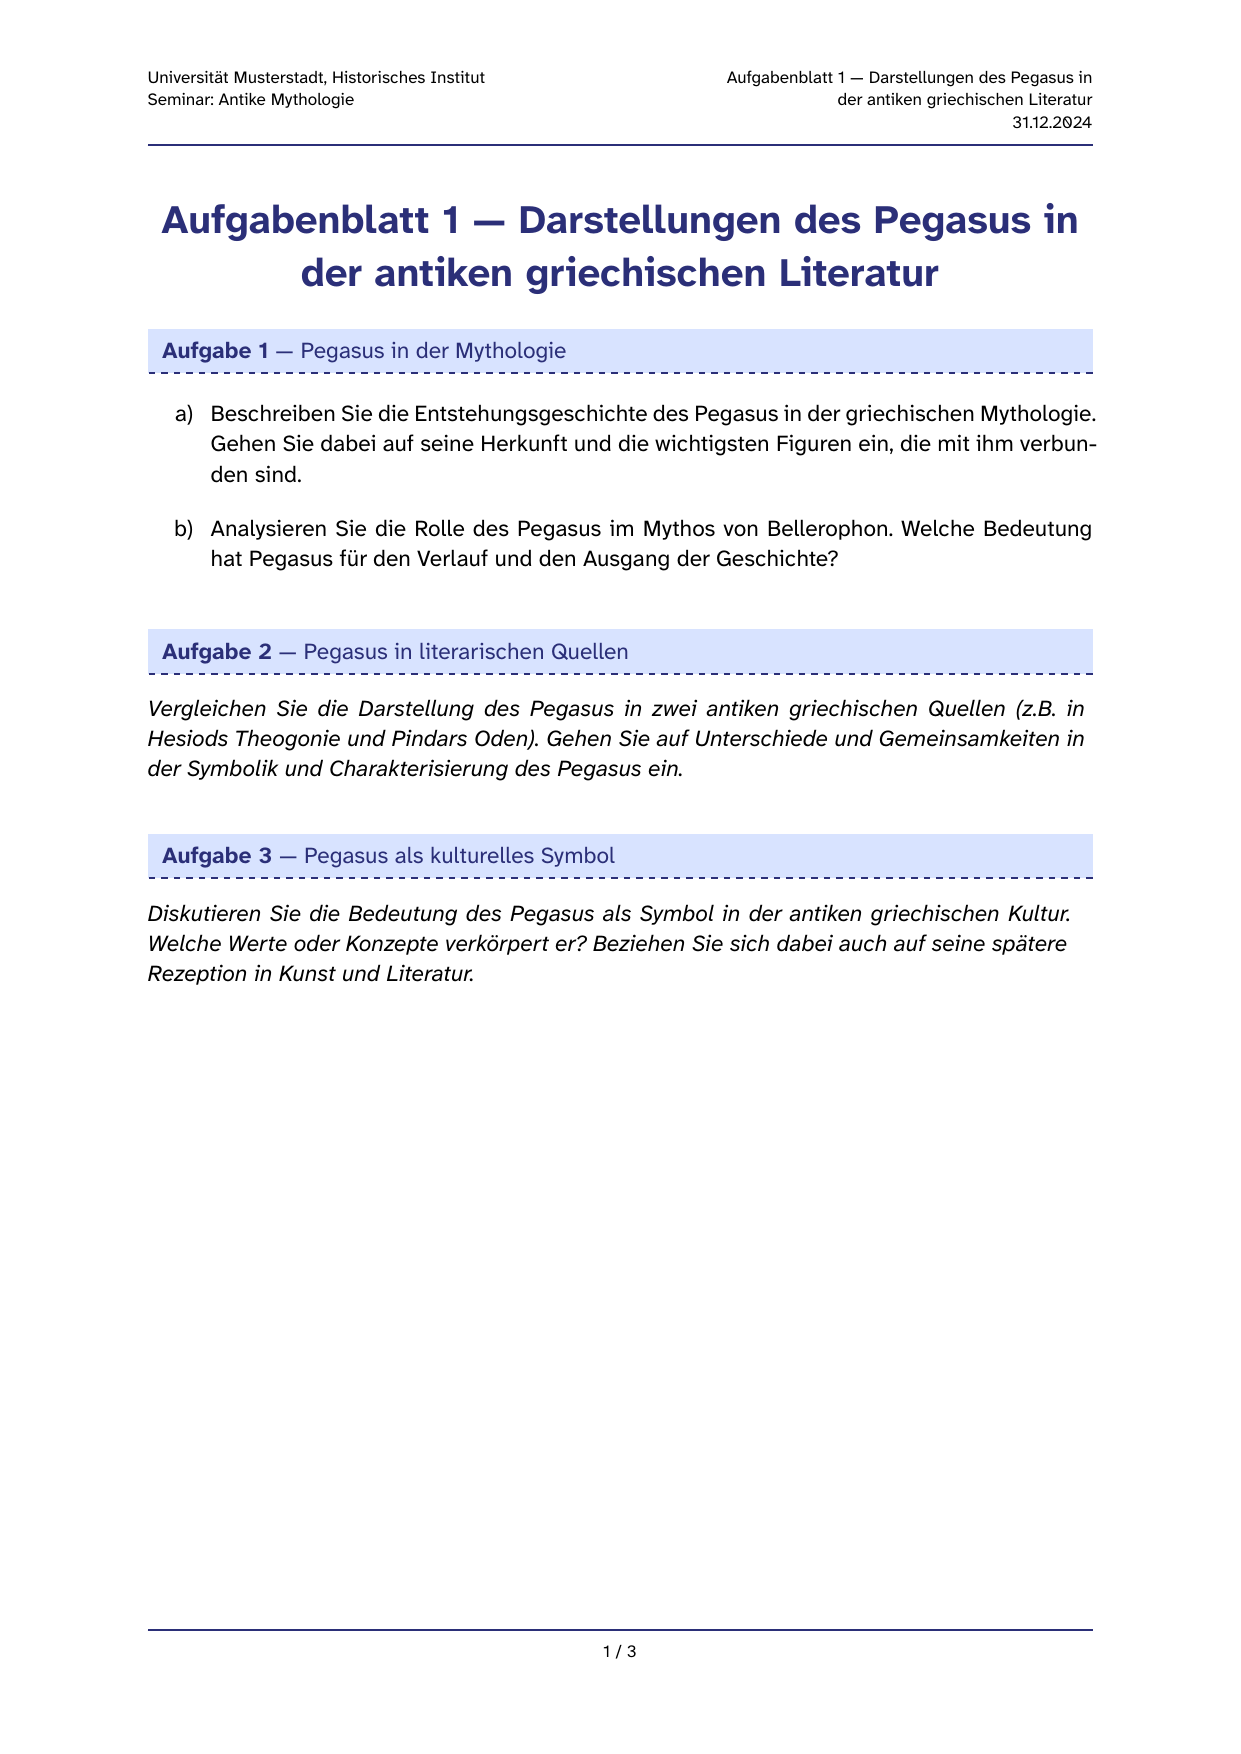 Universität Musterstadt, Historisches Institut
Seminar: Antike Mythologie
Aufgabenblatt 1 — Darstellungen des Pegasus in
der antiken griechischen Literatur
31.12.2024
Aufgabenblatt 1 — Darstellungen des Pegasus in
der antiken griechischen Literatur
Aufgabe 1 — Pegasus in der Mythologie
a) Beschreiben Sie die Entstehungsgeschichte des Pegasus in der griechischen Mythologie.
Gehen Sie dabei auf seine Herkunft und die wichtigsten Figuren ein, die mit ihm verbun-
den sind.
b) Analysieren Sie die Rolle des Pegasus im Mythos von Bellerophon. Welche Bedeutung
hat Pegasus für den Verlauf und den Ausgang der Geschichte?
Aufgabe 2 — Pegasus in literarischen Quellen
Vergleichen Sie die Darstellung des Pegasus in zwei antiken griechischen Quellen (z.B. in
Hesiods Theogonie und Pindars Oden). Gehen Sie auf Unterschiede und Gemeinsamkeiten in
der Symbolik und Charakterisierung des Pegasus ein.
Aufgabe 3 — Pegasus als kulturelles Symbol
Diskutieren Sie die Bedeutung des Pegasus als Symbol in der antiken griechischen Kultur.
Welche Werte oder Konzepte verkörpert er? Beziehen Sie sich dabei auch auf seine spätere
Rezeption in Kunst und Literatur.
1 / 3